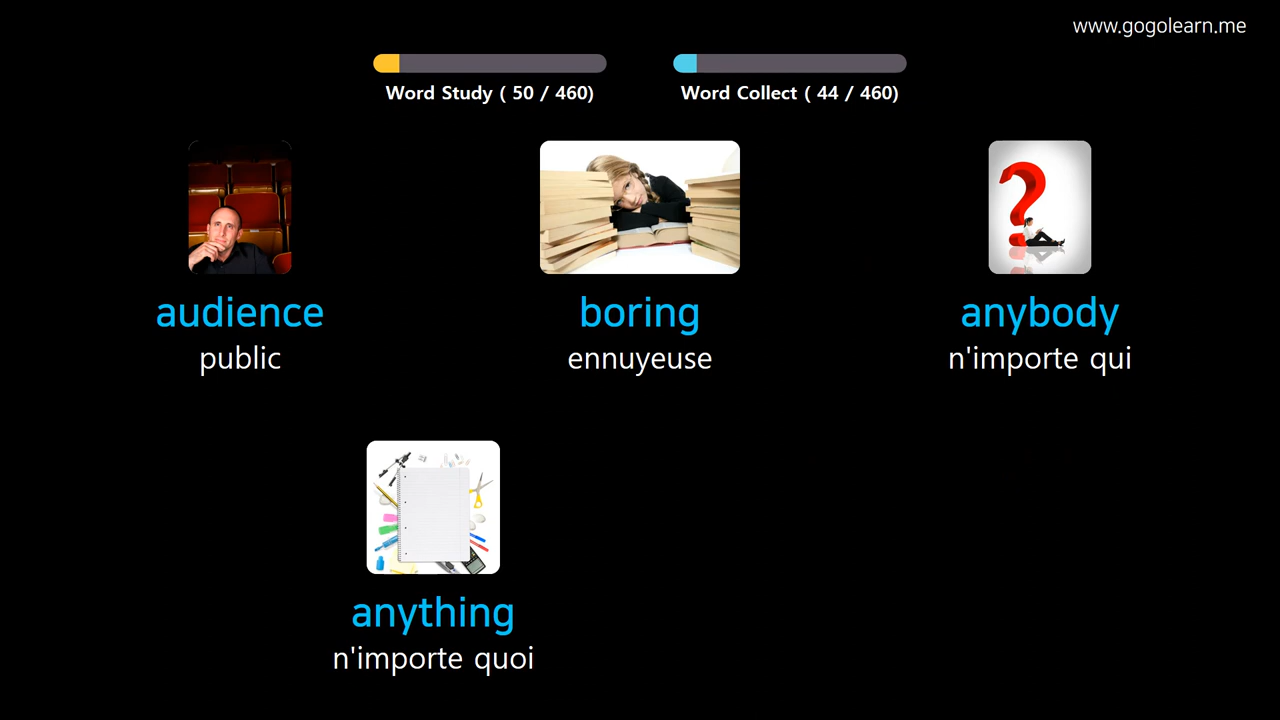 www.gogolearn.me
Word Study ( 50 / 460)
Word Collect ( 44 / 460)
audience
public
boring
ennuyeuse
anybody
n'importe qui
anything
n'importe quoi